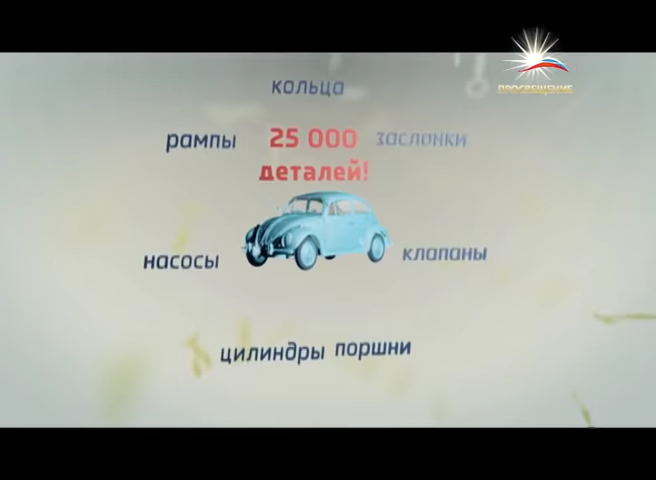 ПРОСВЕЩЕНИЕ
кольца
рампы 25 000 заслонки
деталей!
насосы клапаны
цилиндры поршни